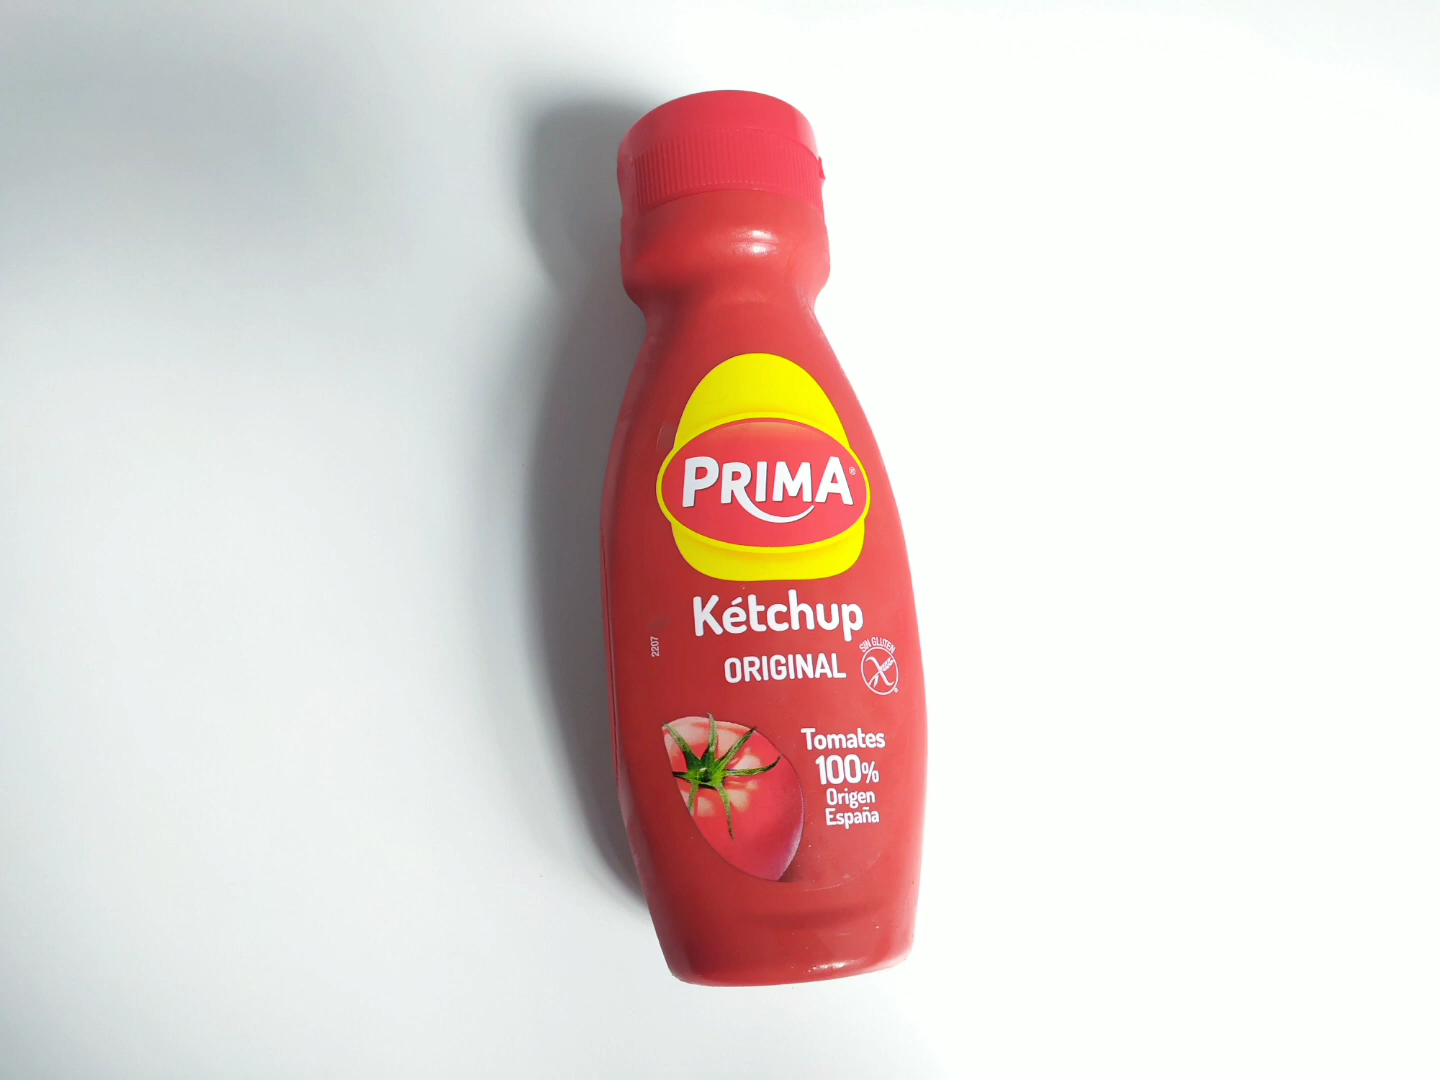 PRIMA®
Kétchup
ORIGINAL
SIN GLUTEN
2207
Tomates
100%
Origen
España